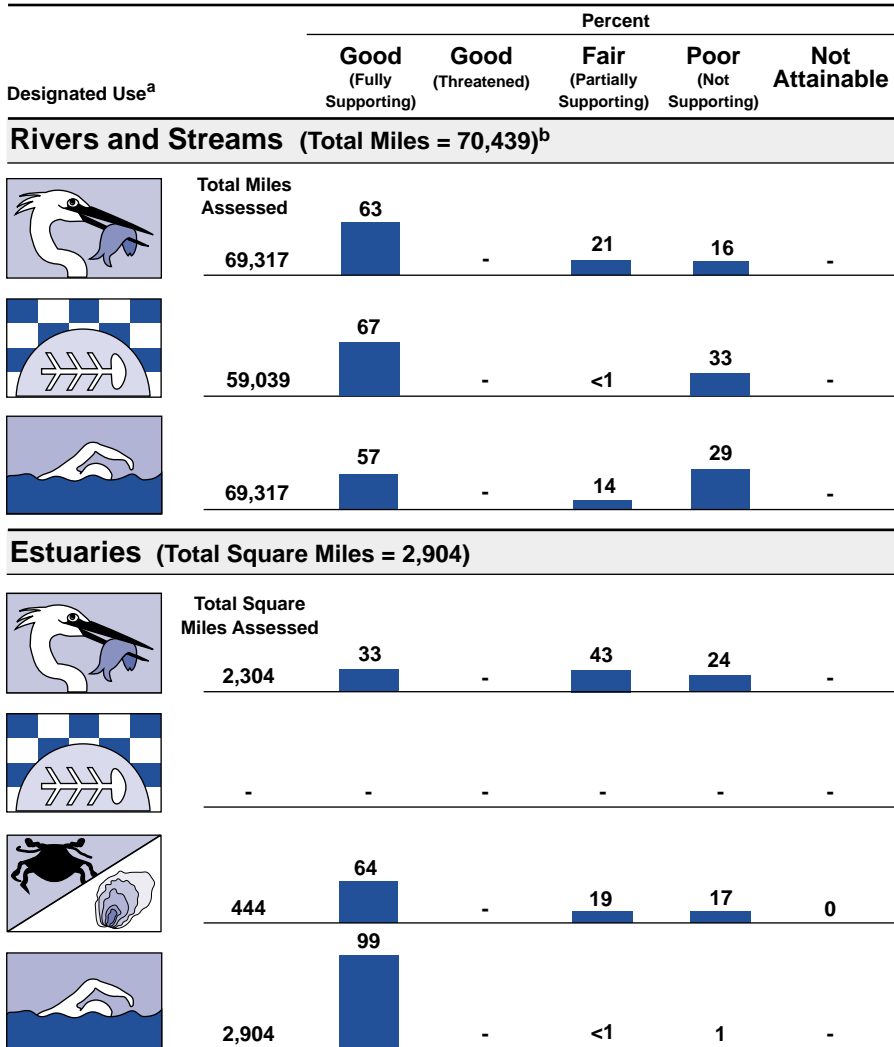 Percent
Designated Use^a
Good (Fully Supporting)
Good (Threatened)
Fair (Partially Supporting)
Poor (Not Supporting)
Not Attainable
Rivers and Streams (Total Miles = 70,439)^b
Total Miles Assessed
69,317 63 - 21 16 -
59,039 67 - <1 33 -
69,317 57 - 14 29 -
Estuaries (Total Square Miles = 2,904)
Total Square Miles Assessed
2,304 33 - 43 24 -
- - - - - -
444 64 - 19 17 0
2,904 99 - <1 1 -